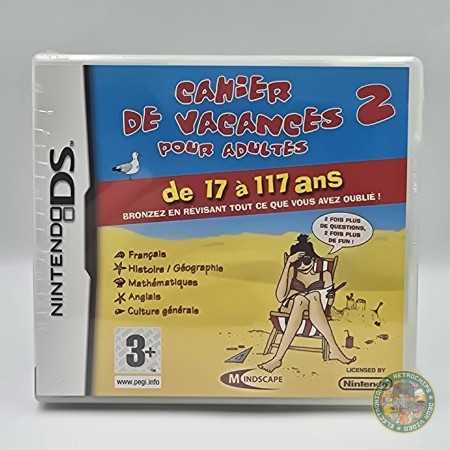 NINTENDO DS
CAHIER
DE VACANCES 2
POUR ADULTES
de 17 à 117 ans
BRONZEZ EN RÉVISANT TOUT CE QUE VOUS AVEZ OUBLIÉ !
2 FOIS PLUS
DE QUESTIONS,
2 FOIS PLUS
DE FUN !
Français
Histoire / Géographie
Mathématiques
Anglais
Culture générale
3+
www.pegi.info
MINDSCAPE
LICENSED BY
Nintendo
RETROCHIPS